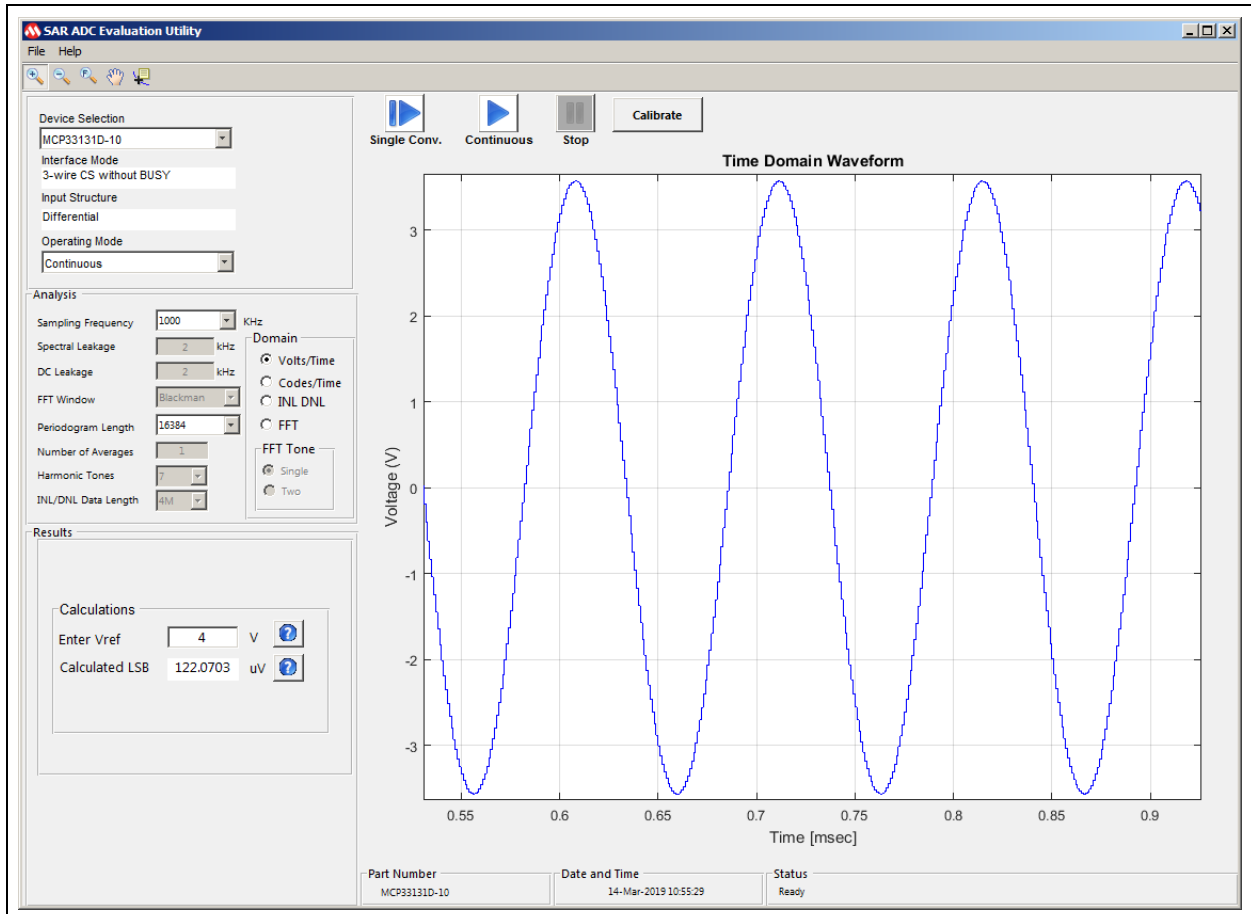 SAR ADC Evaluation Utility
File Help
Device Selection
MCP33131D-10
Interface Mode
3-wire CS without BUSY
Input Structure
Differential
Operating Mode
Continuous
Analysis
Sampling Frequency 1000 KHz
Spectral Leakage 2 kHz
DC Leakage 2 kHz
FFT Window Blackman
Periodogram Length 16384
Number of Averages 1
Harmonic Tones 7
INL/DNL Data Length 4M
Domain
Volts/Time
Codes/Time
INL DNL
FFT
FFT Tone
Single
Two
Results
Calculations
Enter Vref 4 V ?
Calculated LSB 122.0703 uV ?
Single Conv. Continuous Stop Calibrate
Time Domain Waveform
Voltage (V)
3
2
1
0
-1
-2
-3
0.55 0.6 0.65 0.7 0.75 0.8 0.85 0.9
Time [msec]
Part Number
MCP33131D-10
Date and Time
14-Mar-2019 10:55:29
Status
Ready